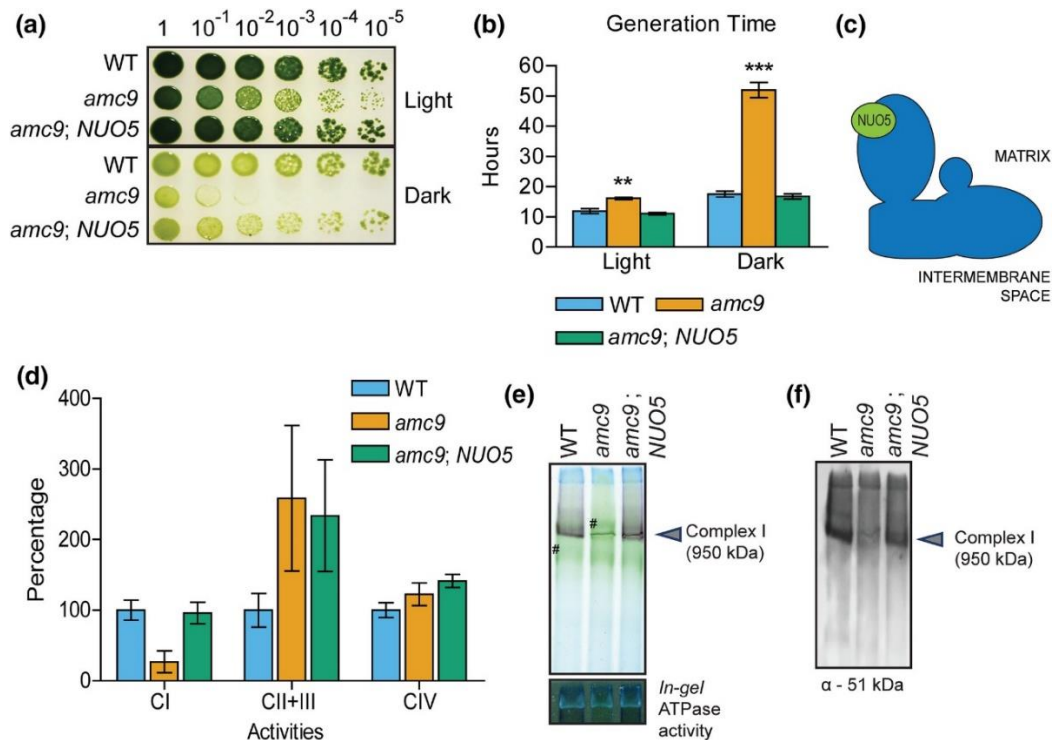 (a)
1 10⁻¹ 10⁻² 10⁻³ 10⁻⁴ 10⁻⁵
WT
amc9
amc9; NUO5
Light
WT
amc9
amc9; NUO5
Dark
(b)
Generation Time
Hours
60
50
40
30
20
10
0
**
***
Light Dark
WT amc9
amc9; NUO5
(c)
NUO5
MATRIX
INTERMEMBRANE
SPACE
(d)
Percentage
400
300
200
100
0
WT
amc9
amc9; NUO5
CI CII+III CIV
Activities
(e)
WT
amc9
amc9;
NUO5
#
#
Complex I
(950 kDa)
In-gel
ATPase
activity
(f)
WT
amc9
amc9;
NUO5
Complex I
(950 kDa)
α - 51 kDa